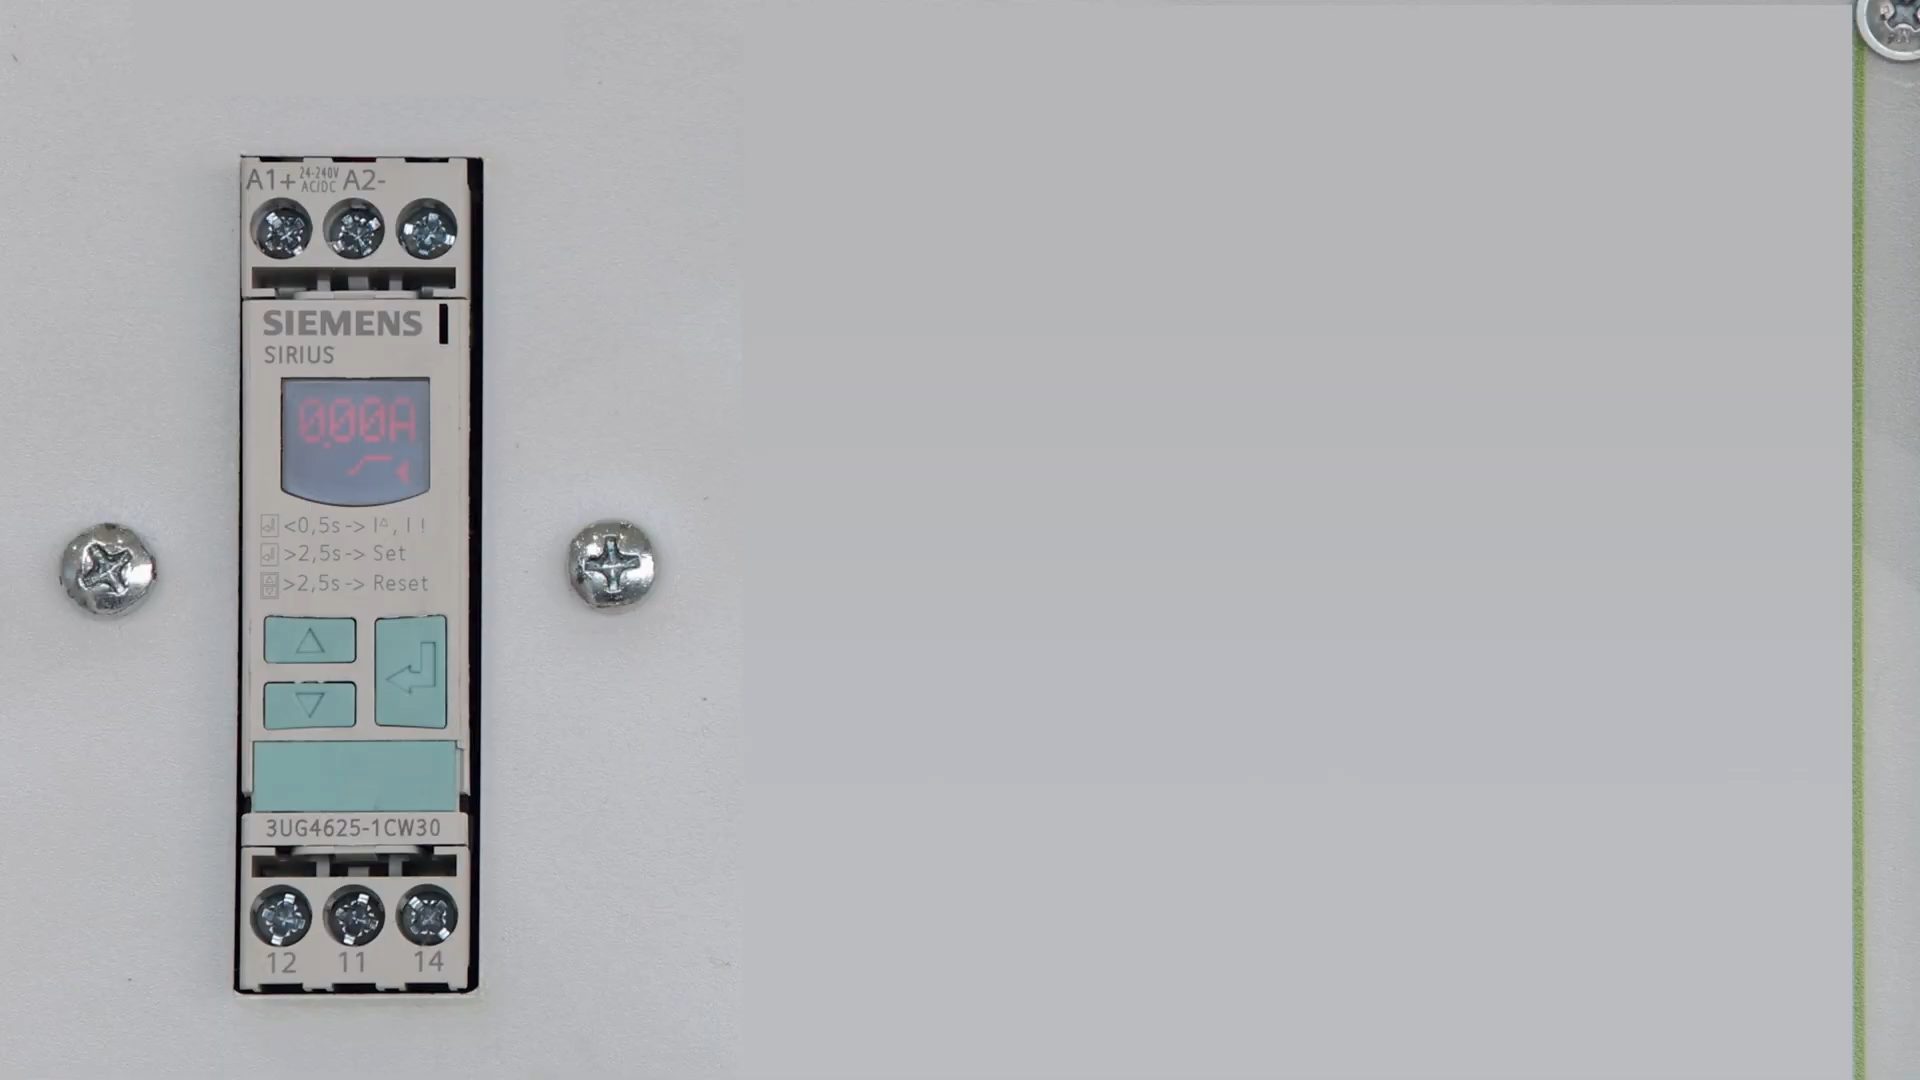 A1+ 24-240V AC/DC A2-
SIEMENS
SIRIUS
0.00A
<0,5s -> I△, I !
>2,5s -> Set
>2,5s -> Reset
3UG4625-1CW30
12 11 14